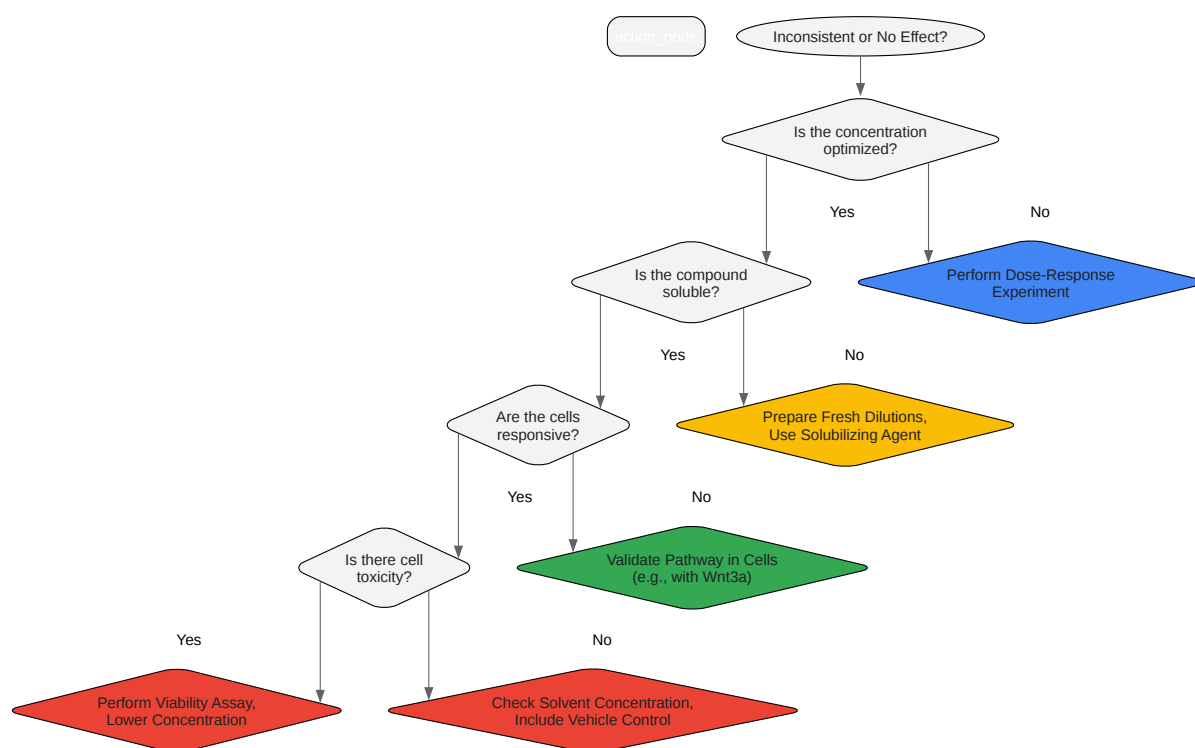 action_node
Inconsistent or No Effect?
Is the concentration
optimized?
Yes
No
Is the compound
soluble?
Perform Dose-Response
Experiment
Yes
No
Are the cells
responsive?
Prepare Fresh Dilutions,
Use Solubilizing Agent
Yes
No
Is there cell
toxicity?
Validate Pathway in Cells
(e.g., with Wnt3a)
Yes
No
Perform Viability Assay,
Lower Concentration
Check Solvent Concentration,
Include Vehicle Control